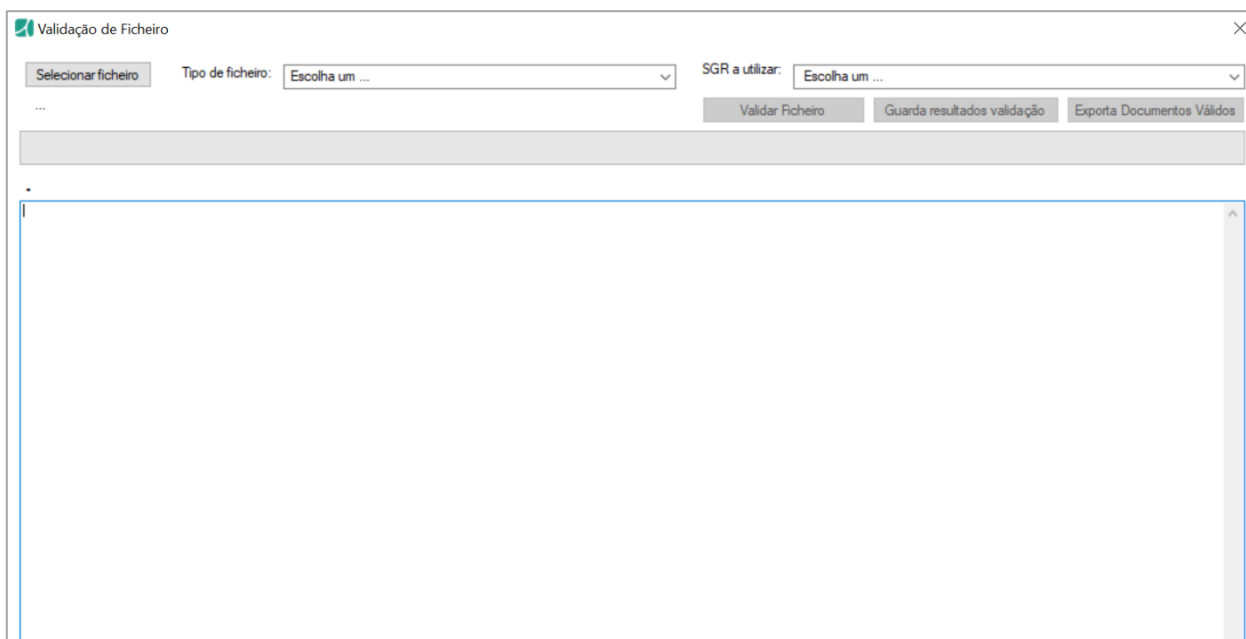 Validação de Ficheiro
Selecionar ficheiro Tipo de ficheiro: Escolha um ... SGR a utilizar: Escolha um ...
... Validar Ficheiro Guarda resultados validação Exporta Documentos Válidos
.